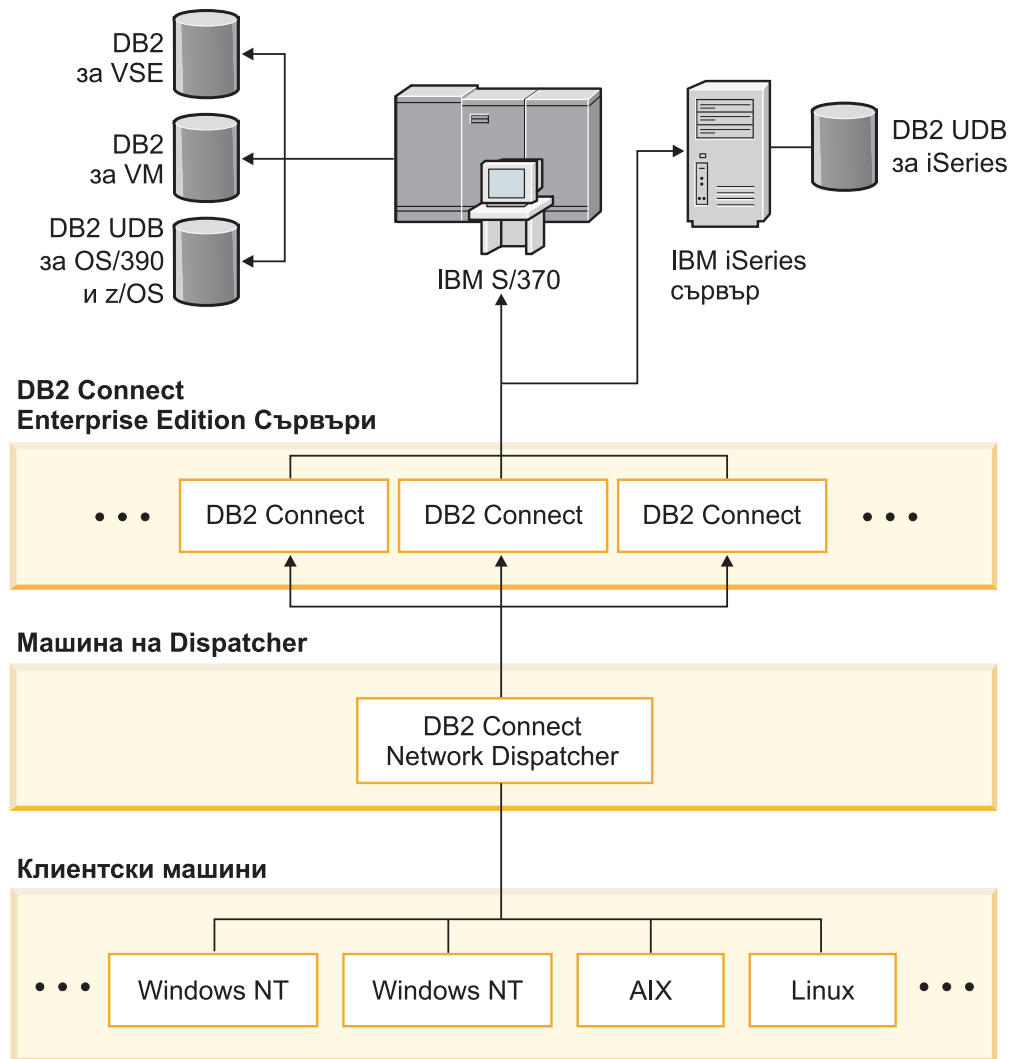 DB2
за VSE
DB2
за VM
DB2 UDB
за OS/390
и z/OS
IBM S/370
IBM iSeries
сървър
DB2 UDB
за iSeries
DB2 Connect
Enterprise Edition Сървъри
DB2 Connect
DB2 Connect
DB2 Connect
Машина на Dispatcher
DB2 Connect
Network Dispatcher
Клиентски машини
Windows NT
Windows NT
AIX
Linux